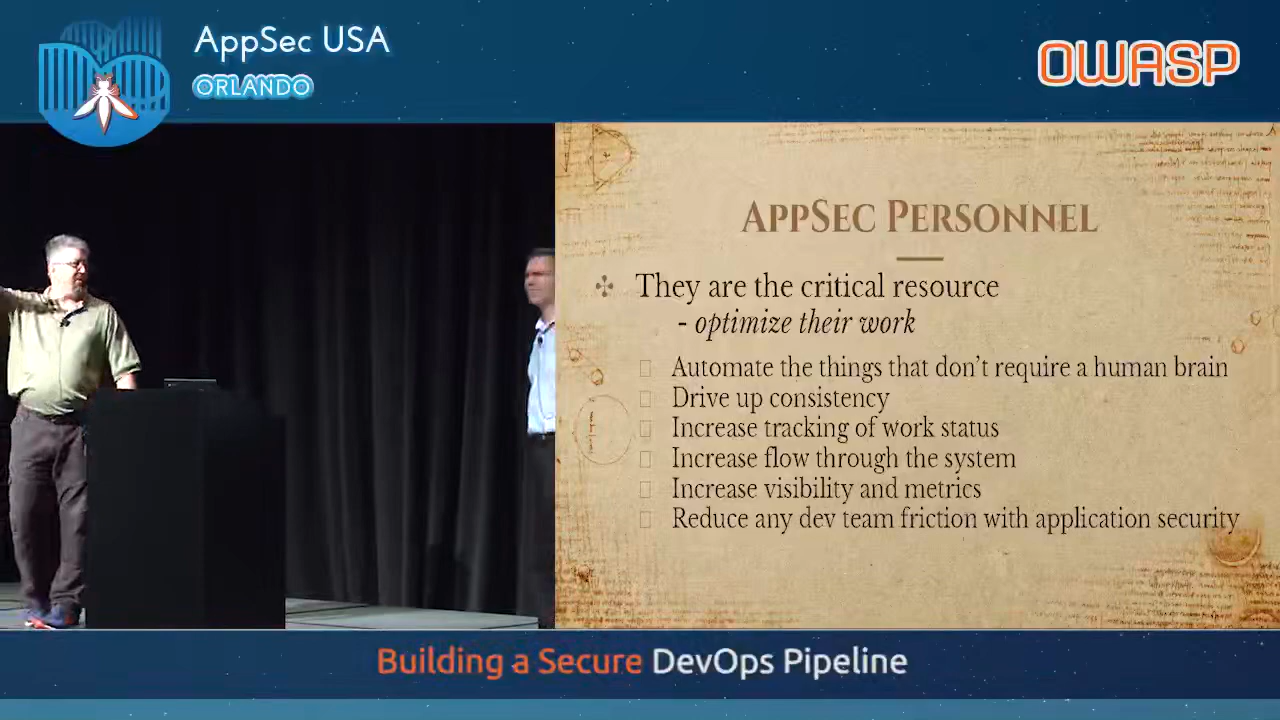 AppSec USA
ORLANDO
OWASP
AppSec Personnel
They are the critical resource
- optimize their work
Automate the things that don't require a human brain
Drive up consistency
Increase tracking of work status
Increase flow through the system
Increase visibility and metrics
Reduce any dev team friction with application security
Building a Secure DevOps Pipeline